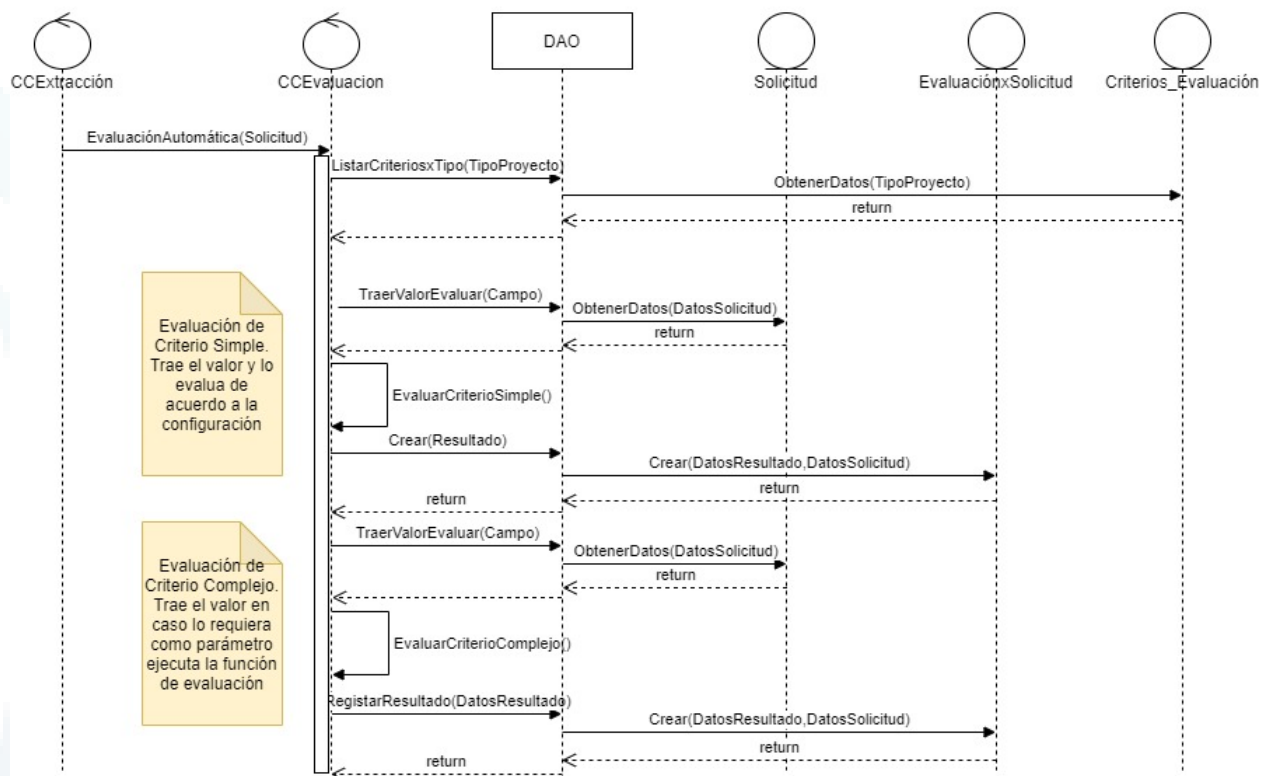 DAO
CCExtracción
CCEvaluacion
Solicitud
EvaluaciónxSolicitud
Criterios_Evaluación
EvaluaciónAutomática(Solicitud)
ListarCriteriosxTipo(TipoProyecto)
ObtenerDatos(TipoProyecto)
return
TraerValorEvaluar(Campo)
ObtenerDatos(DatosSolicitud)
return
Evaluación de
Criterio Simple.
Trae el valor y lo
evalua de
acuerdo a la
configuración
EvaluarCriterioSimple()
Crear(Resultado)
Crear(DatosResultado,DatosSolicitud)
return
return
TraerValorEvaluar(Campo)
ObtenerDatos(DatosSolicitud)
return
Evaluación de
Criterio Complejo.
Trae el valor en
caso lo requiera
como parámetro
ejecuta la función
de evaluación
EvaluarCriterioComplejo()
RegistarResultado(DatosResultado)
Crear(DatosResultado,DatosSolicitud)
return
return